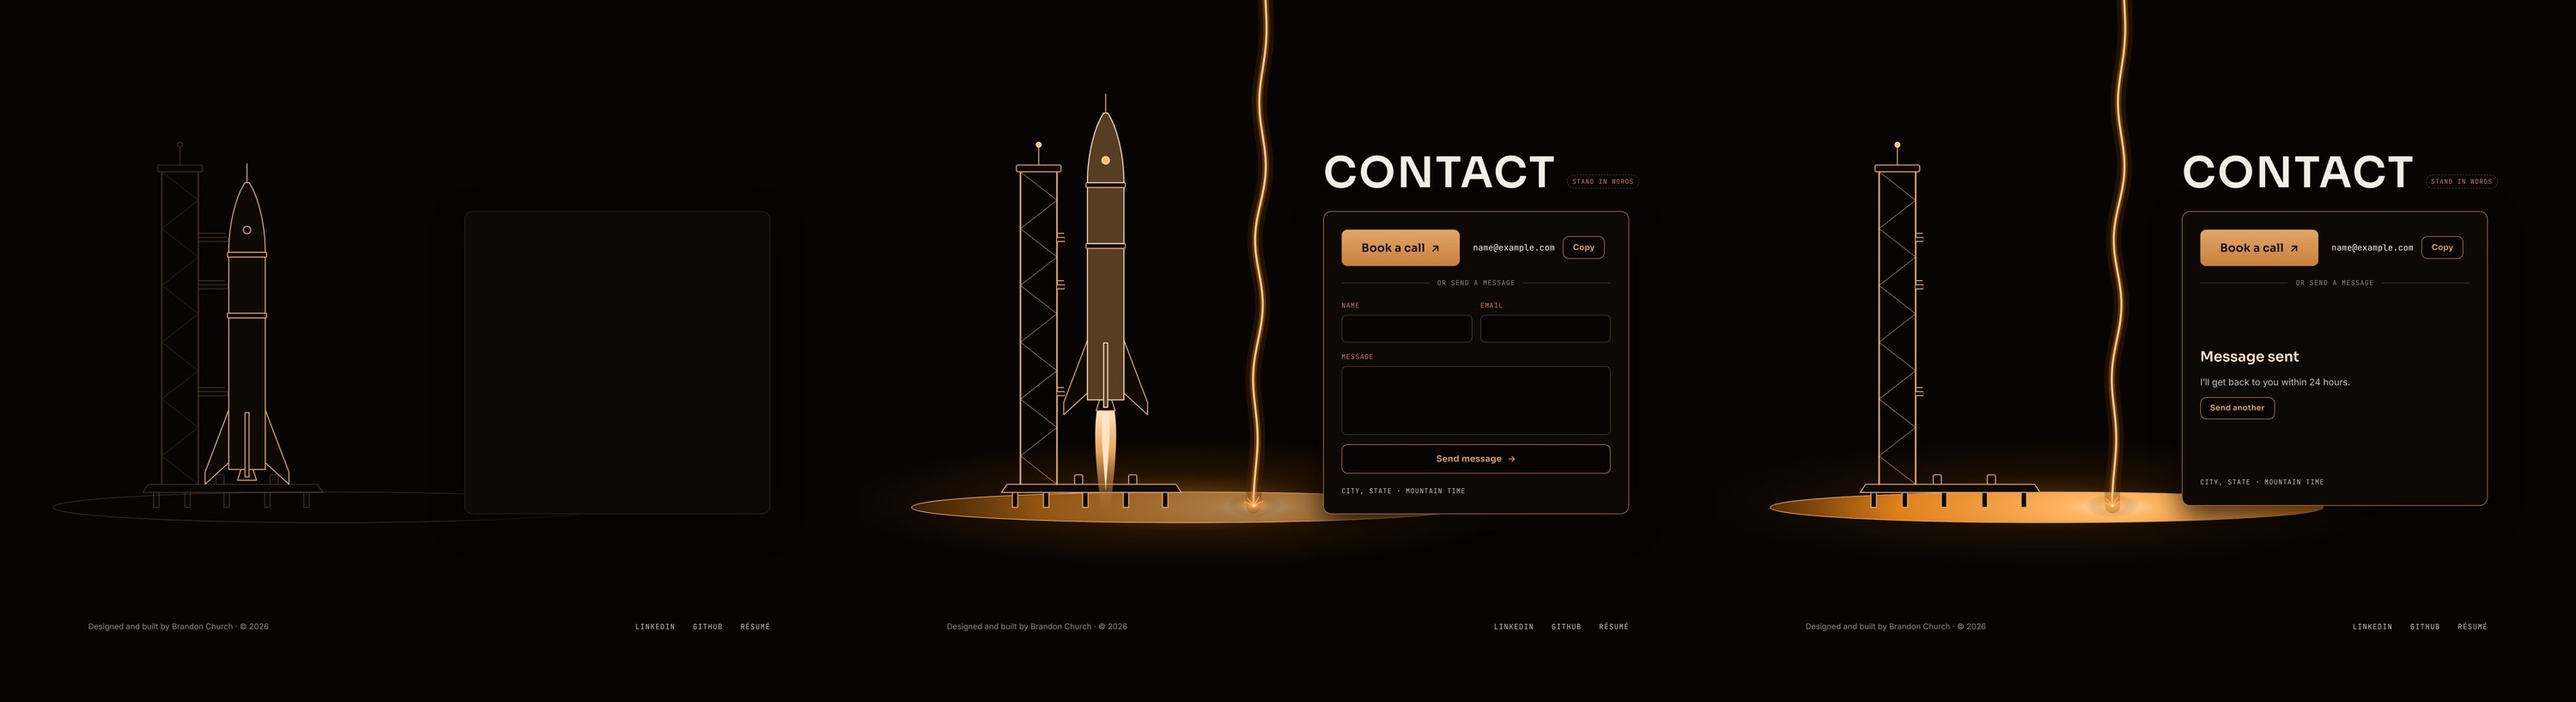 Designed and built by Brandon Church · © 2026
LINKEDIN GITHUB RÉSUMÉ
CONTACT
STAND IN WORDS
Book a call ↗ name@example.com Copy
OR SEND A MESSAGE
NAME EMAIL
MESSAGE
Send message →
CITY, STATE · MOUNTAIN TIME
Designed and built by Brandon Church · © 2026
LINKEDIN GITHUB RÉSUMÉ
CONTACT
STAND IN WORDS
Book a call ↗ name@example.com Copy
OR SEND A MESSAGE
Message sent
I'll get back to you within 24 hours.
Send another
CITY, STATE · MOUNTAIN TIME
Designed and built by Brandon Church · © 2026
LINKEDIN GITHUB RÉSUMÉ